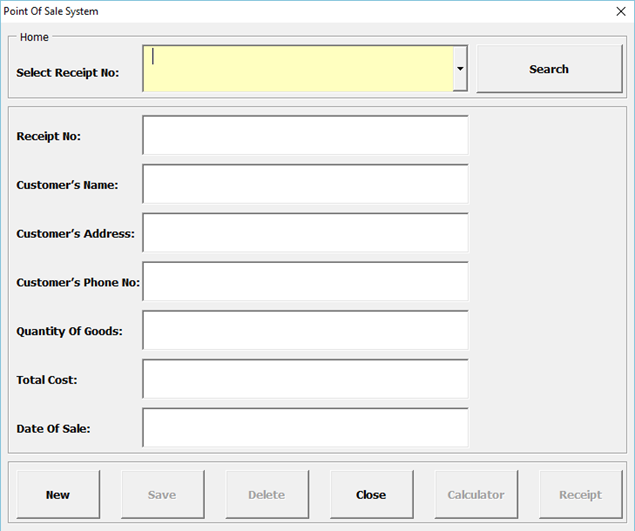 Point Of Sale System
Home
Select Receipt No:
Search
Receipt No:
Customer’s Name:
Customer’s Address:
Customer’s Phone No:
Quantity Of Goods:
Total Cost:
Date Of Sale:
New Save Delete Close Calculator Receipt